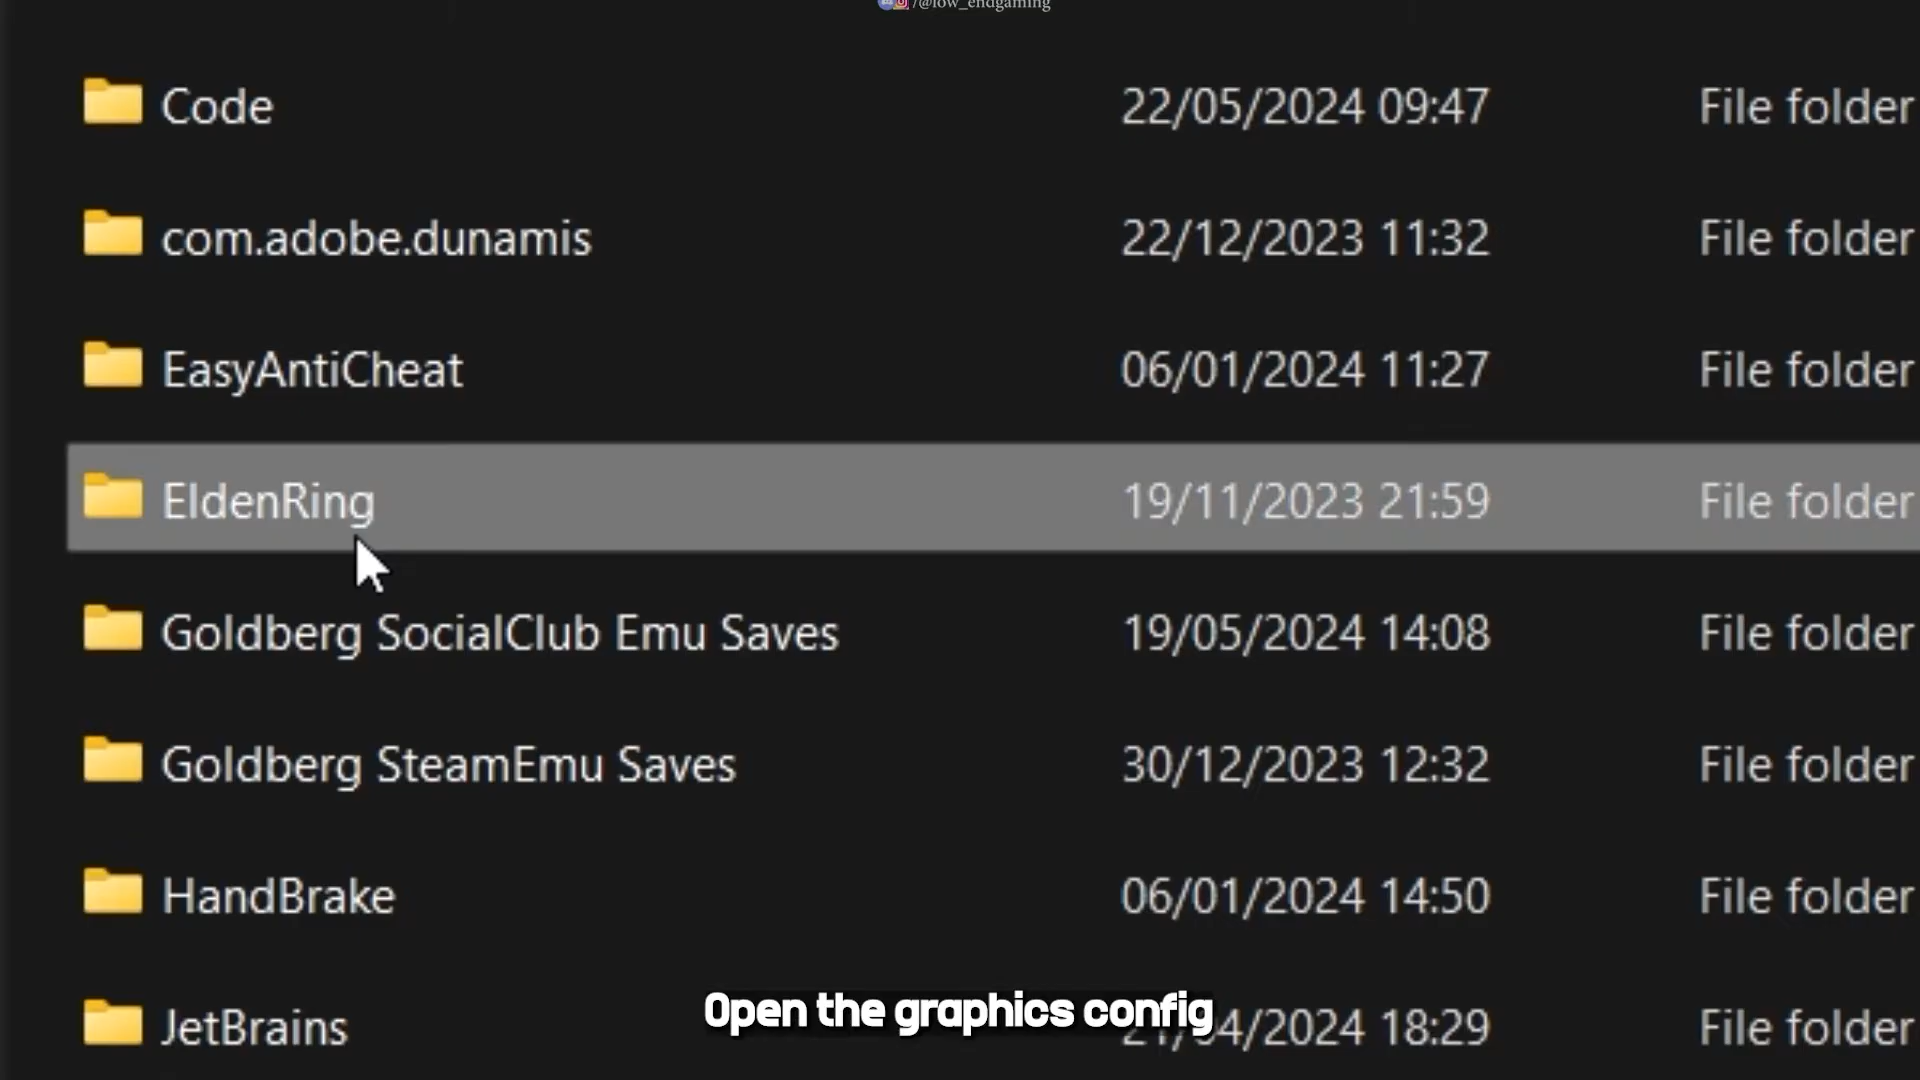 /@low_endgaming
Code 22/05/2024 09:47 File folder
com.adobe.dunamis 22/12/2023 11:32 File folder
EasyAntiCheat 06/01/2024 11:27 File folder
EldenRing 19/11/2023 21:59 File folder
Goldberg SocialClub Emu Saves 19/05/2024 14:08 File folder
Goldberg SteamEmu Saves 30/12/2023 12:32 File folder
HandBrake 06/01/2024 14:50 File folder
JetBrains 18:29 File folder
Open the graphics config